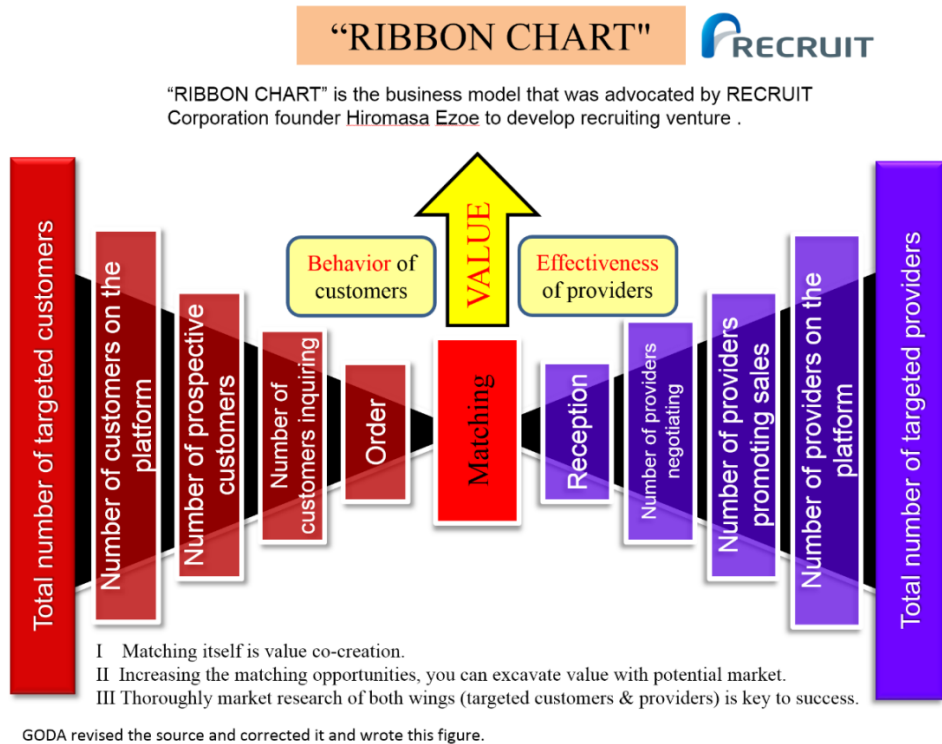 “RIBBON CHART"
RECRUIT
“RIBBON CHART” is the business model that was advocated by RECRUIT
Corporation founder Hiromasa Ezoe to develop recruiting venture .
VALUE
Behavior of
customers
Effectiveness
of providers
Total number of targeted customers
Number of customers on the
platform
Number of prospective
customers
Number of
customers inquiring
Order
Matching
Reception
Number of providers
negotiating
Number of providers
promoting sales
Number of providers on the
platform
Total number of targeted providers
I Matching itself is value co-creation.
II Increasing the matching opportunities, you can excavate value with potential market.
III Thoroughly market research of both wings (targeted customers & providers) is key to success.
GODA revised the source and corrected it and wrote this figure.